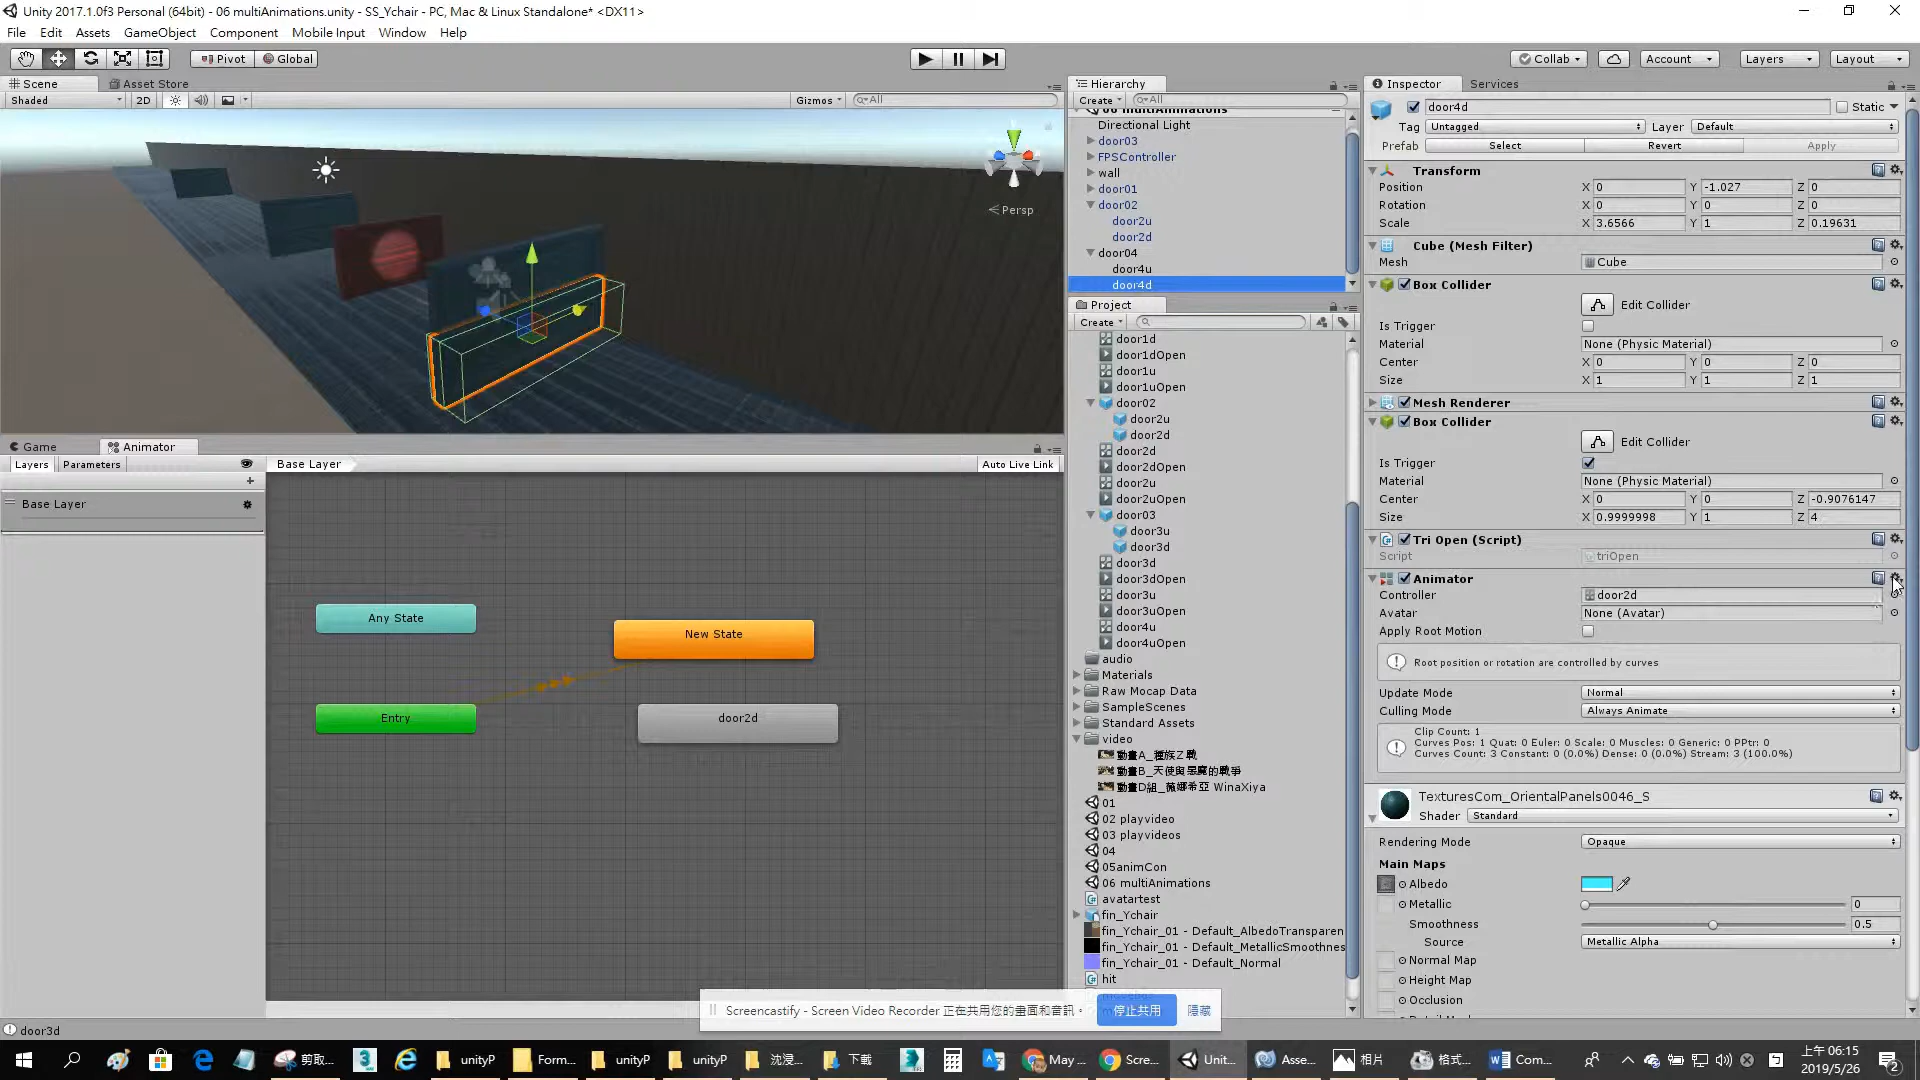 Unity 2017.1.0f3 Personal (64bit) - 06 multiAnimations.unity - SS_Ychair - PC, Mac & Linux Standalone* <DX11>
File Edit Assets GameObject Component Mobile Input Window Help
Pivot Global
Collab Account Layers Layout
Scene Asset Store
Shaded 2D Gizmos All
Persp
Game Animator
Layers Parameters
Base Layer
Base Layer Auto Live Link
Any State
New State
Entry
door2d
Hierarchy
Create All
06 multiAnimations
Directional Light
door03
FPSController
wall
door01
door02
door2u
door2d
door04
door4u
door4d
Project
Create
door1d
door1dOpen
door1u
door1uOpen
door02
door2u
door2d
door2d
door2dOpen
door2u
door2uOpen
door03
door3u
door3d
door3d
door3dOpen
door3u
door3uOpen
door4u
door4uOpen
audio
Materials
Raw Mocap Data
SampleScenes
Standard Assets
video
動畫A_種族Z戰
動畫B_天使與惡魔的戰爭
動畫D組_薇娜希亞 WinaXiya
01
02 playvideo
03 playvideos
04
05animCon
06 multiAnimations
avatartest
fin_Ychair
fin_Ychair_01 - Default_AlbedoTransparen
fin_Ychair_01 - Default_MetallicSmoothnes
fin_Ychair_01 - Default_Normal
hit
Inspector Services
door4d Static
Tag Untagged Layer Default
Prefab Select Revert Apply
Transform
Position X 0 Y -1.027 Z 0
Rotation X 0 Y 0 Z 0
Scale X 3.6566 Y 1 Z 0.19631
Cube (Mesh Filter)
Mesh Cube
Box Collider
Edit Collider
Is Trigger
Material None (Physic Material)
Center X 0 Y 0 Z 0
Size X 1 Y 1 Z 1
Mesh Renderer
Box Collider
Edit Collider
Is Trigger
Material None (Physic Material)
Center X 0 Y 0 Z -0.9076147
Size X 0.9999998 Y 1 Z 4
Tri Open (Script)
Script triOpen
Animator
Controller door2d
Avatar None (Avatar)
Apply Root Motion
Root position or rotation are controlled by curves
Update Mode Normal
Culling Mode Always Animate
Clip Count: 1
Curves Pos: 1 Quat: 0 Euler: 0 Scale: 0 Muscles: 0 Generic: 0 PPtr: 0
Curves Count: 3 Constant: 0 (0.0%) Dense: 0 (0.0%) Stream: 3 (100.0%)
TexturesCom_OrientalPanels0046_S
Shader Standard
Rendering Mode Opaque
Main Maps
Albedo
Metallic 0
Smoothness 0.5
Source Metallic Alpha
Normal Map
Height Map
Occlusion
Screencastify - Screen Video Recorder 正在共用您的畫面和音訊。 停止共用 隱藏
door3d
剪取... unityP Form... unityP unityP 沈浸... 下載 May ... Scre... Unit... Asse... 相片 格式... Com...
上午 06:15
2019/5/26
2